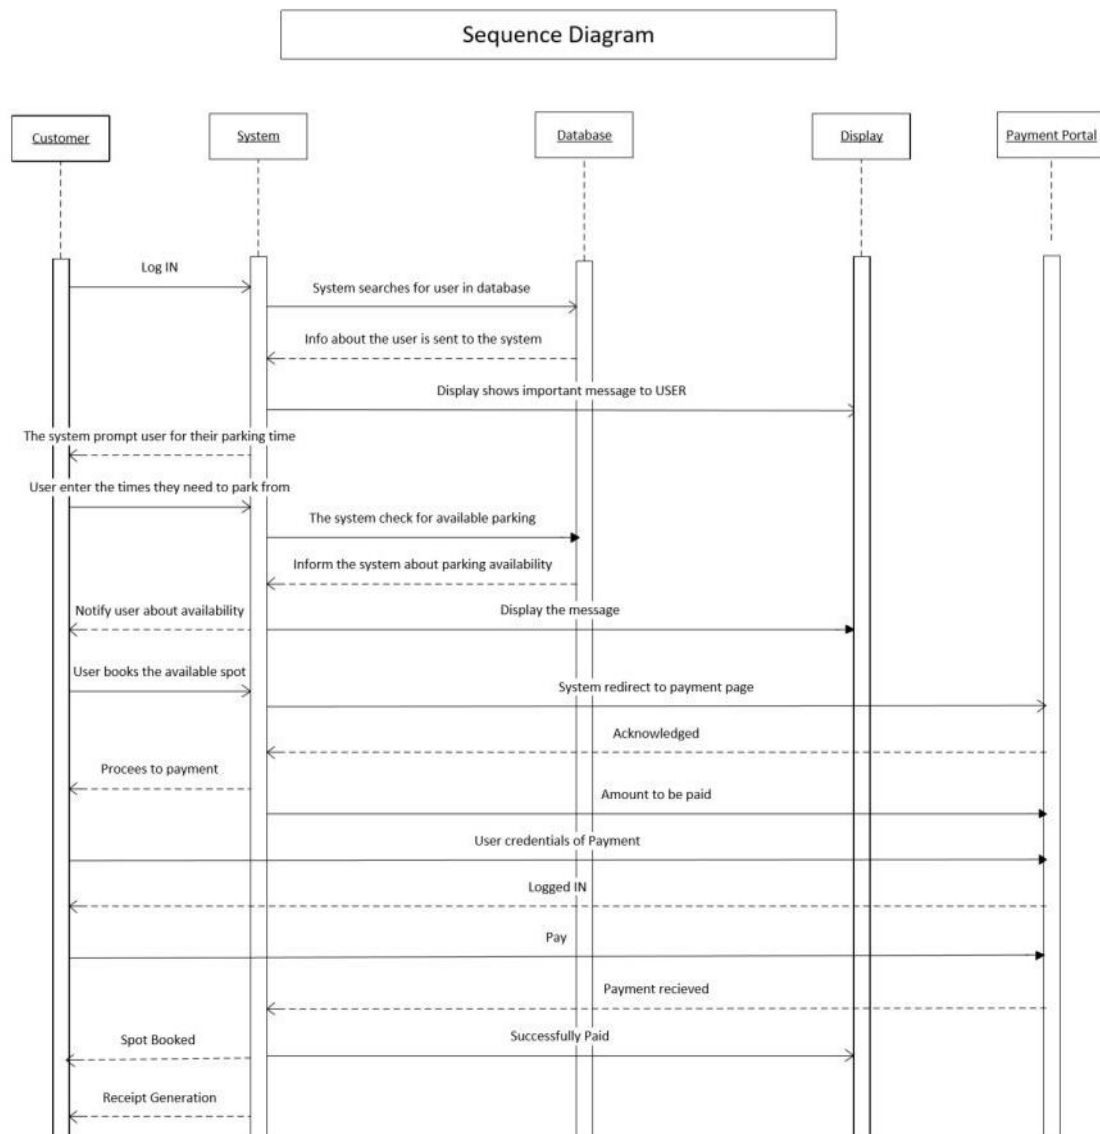 Sequence Diagram
Customer
System
Database
Display
Payment Portal
Log IN
System searches for user in database
Info about the user is sent to the system
Display shows important message to USER
The system prompt user for their parking time
User enter the times they need to park from
The system check for available parking
Inform the system about parking availability
Notify user about availability
Display the message
User books the available spot
System redirect to payment page
Acknowledged
Procees to payment
Amount to be paid
User credentials of Payment
Logged IN
Pay
Payment recieved
Spot Booked
Successfully Paid
Receipt Generation